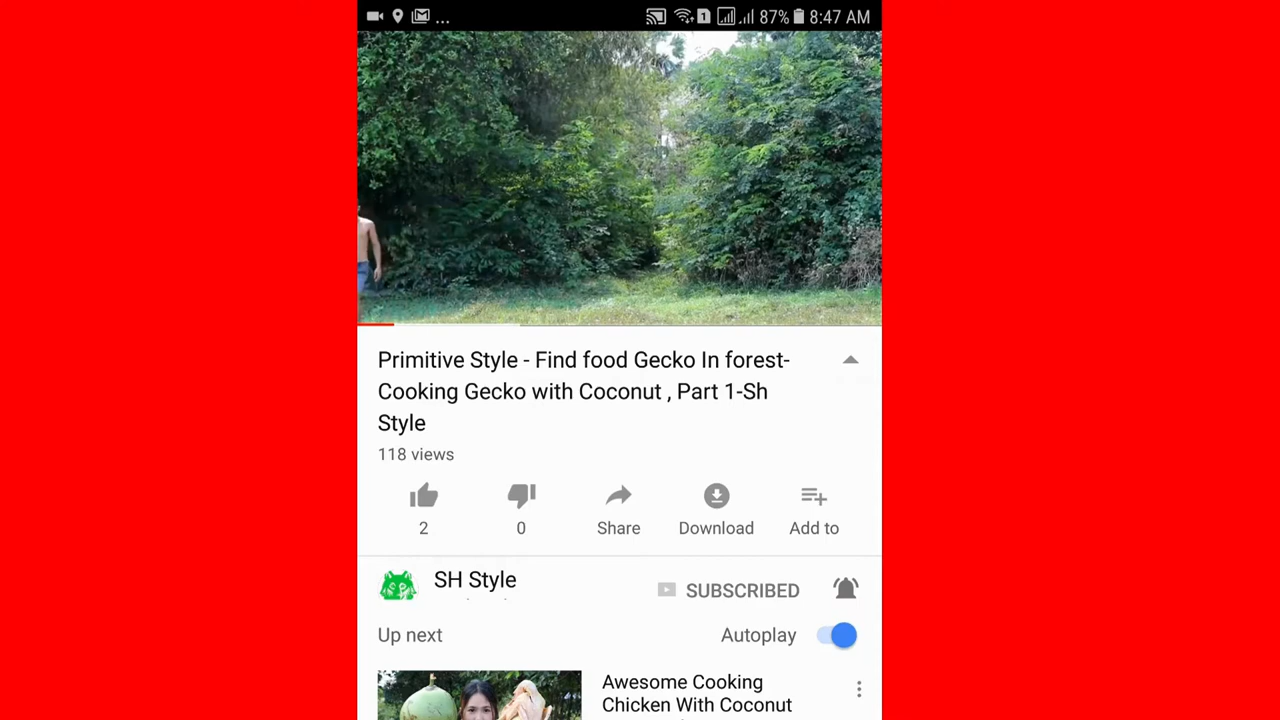 ... 1 87% 8:47 AM
Primitive Style - Find food Gecko In forest-
Cooking Gecko with Coconut , Part 1-Sh
Style
118 views
2 0 Share Download Add to
SH Style SUBSCRIBED
Up next Autoplay
Awesome Cooking
Chicken With Coconut